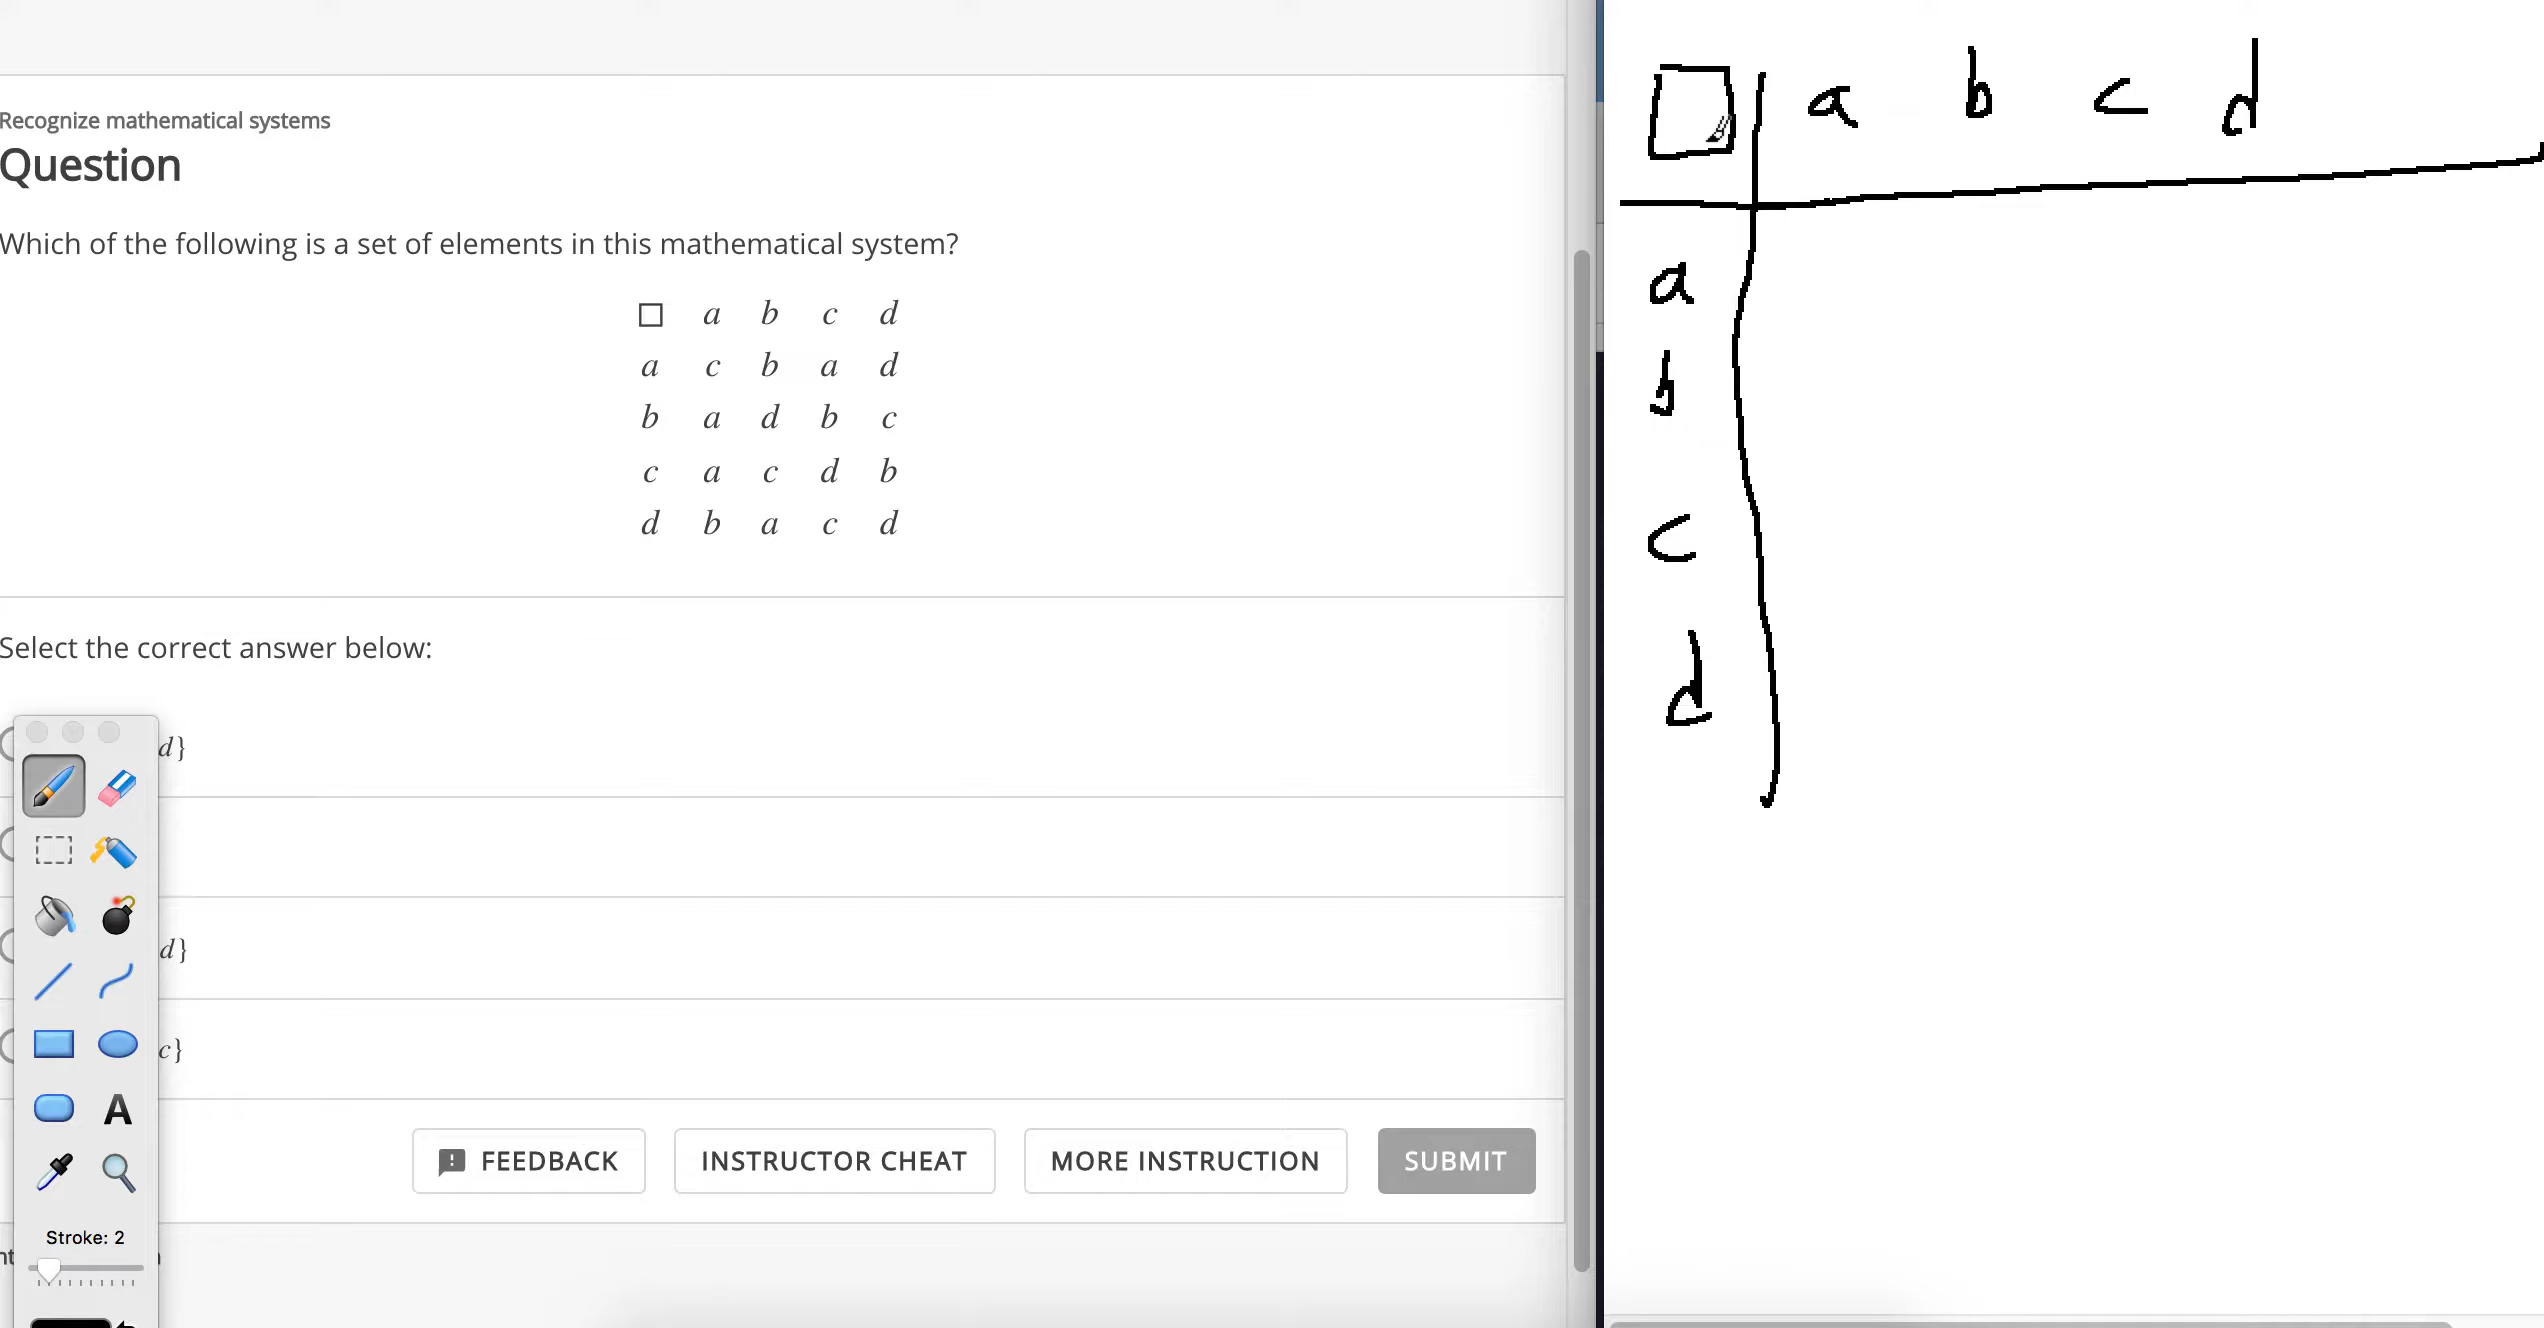 Recognize mathematical systems
Question
Which of the following is a set of elements in this mathematical system?
□ a b c d
a c b a d
b a d b c
c a c d b
d b a c d
Select the correct answer below:
d}
d}
c}
FEEDBACK INSTRUCTOR CHEAT MORE INSTRUCTION SUBMIT
A
Stroke: 2
a b c d
a
b
c
d